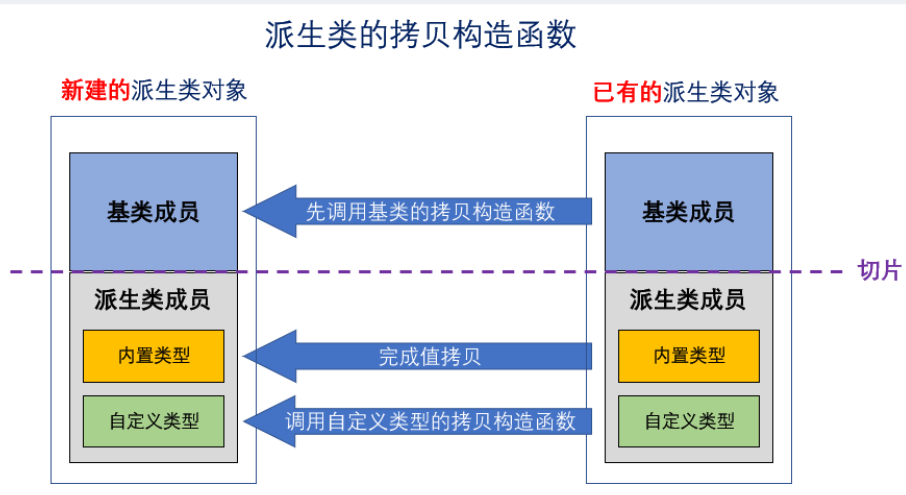 派生类的拷贝构造函数
新建的派生类对象
已有的派生类对象
基类成员
先调用基类的拷贝构造函数
基类成员
切片
派生类成员
派生类成员
内置类型
完成值拷贝
内置类型
自定义类型
调用自定义类型的拷贝构造函数
自定义类型